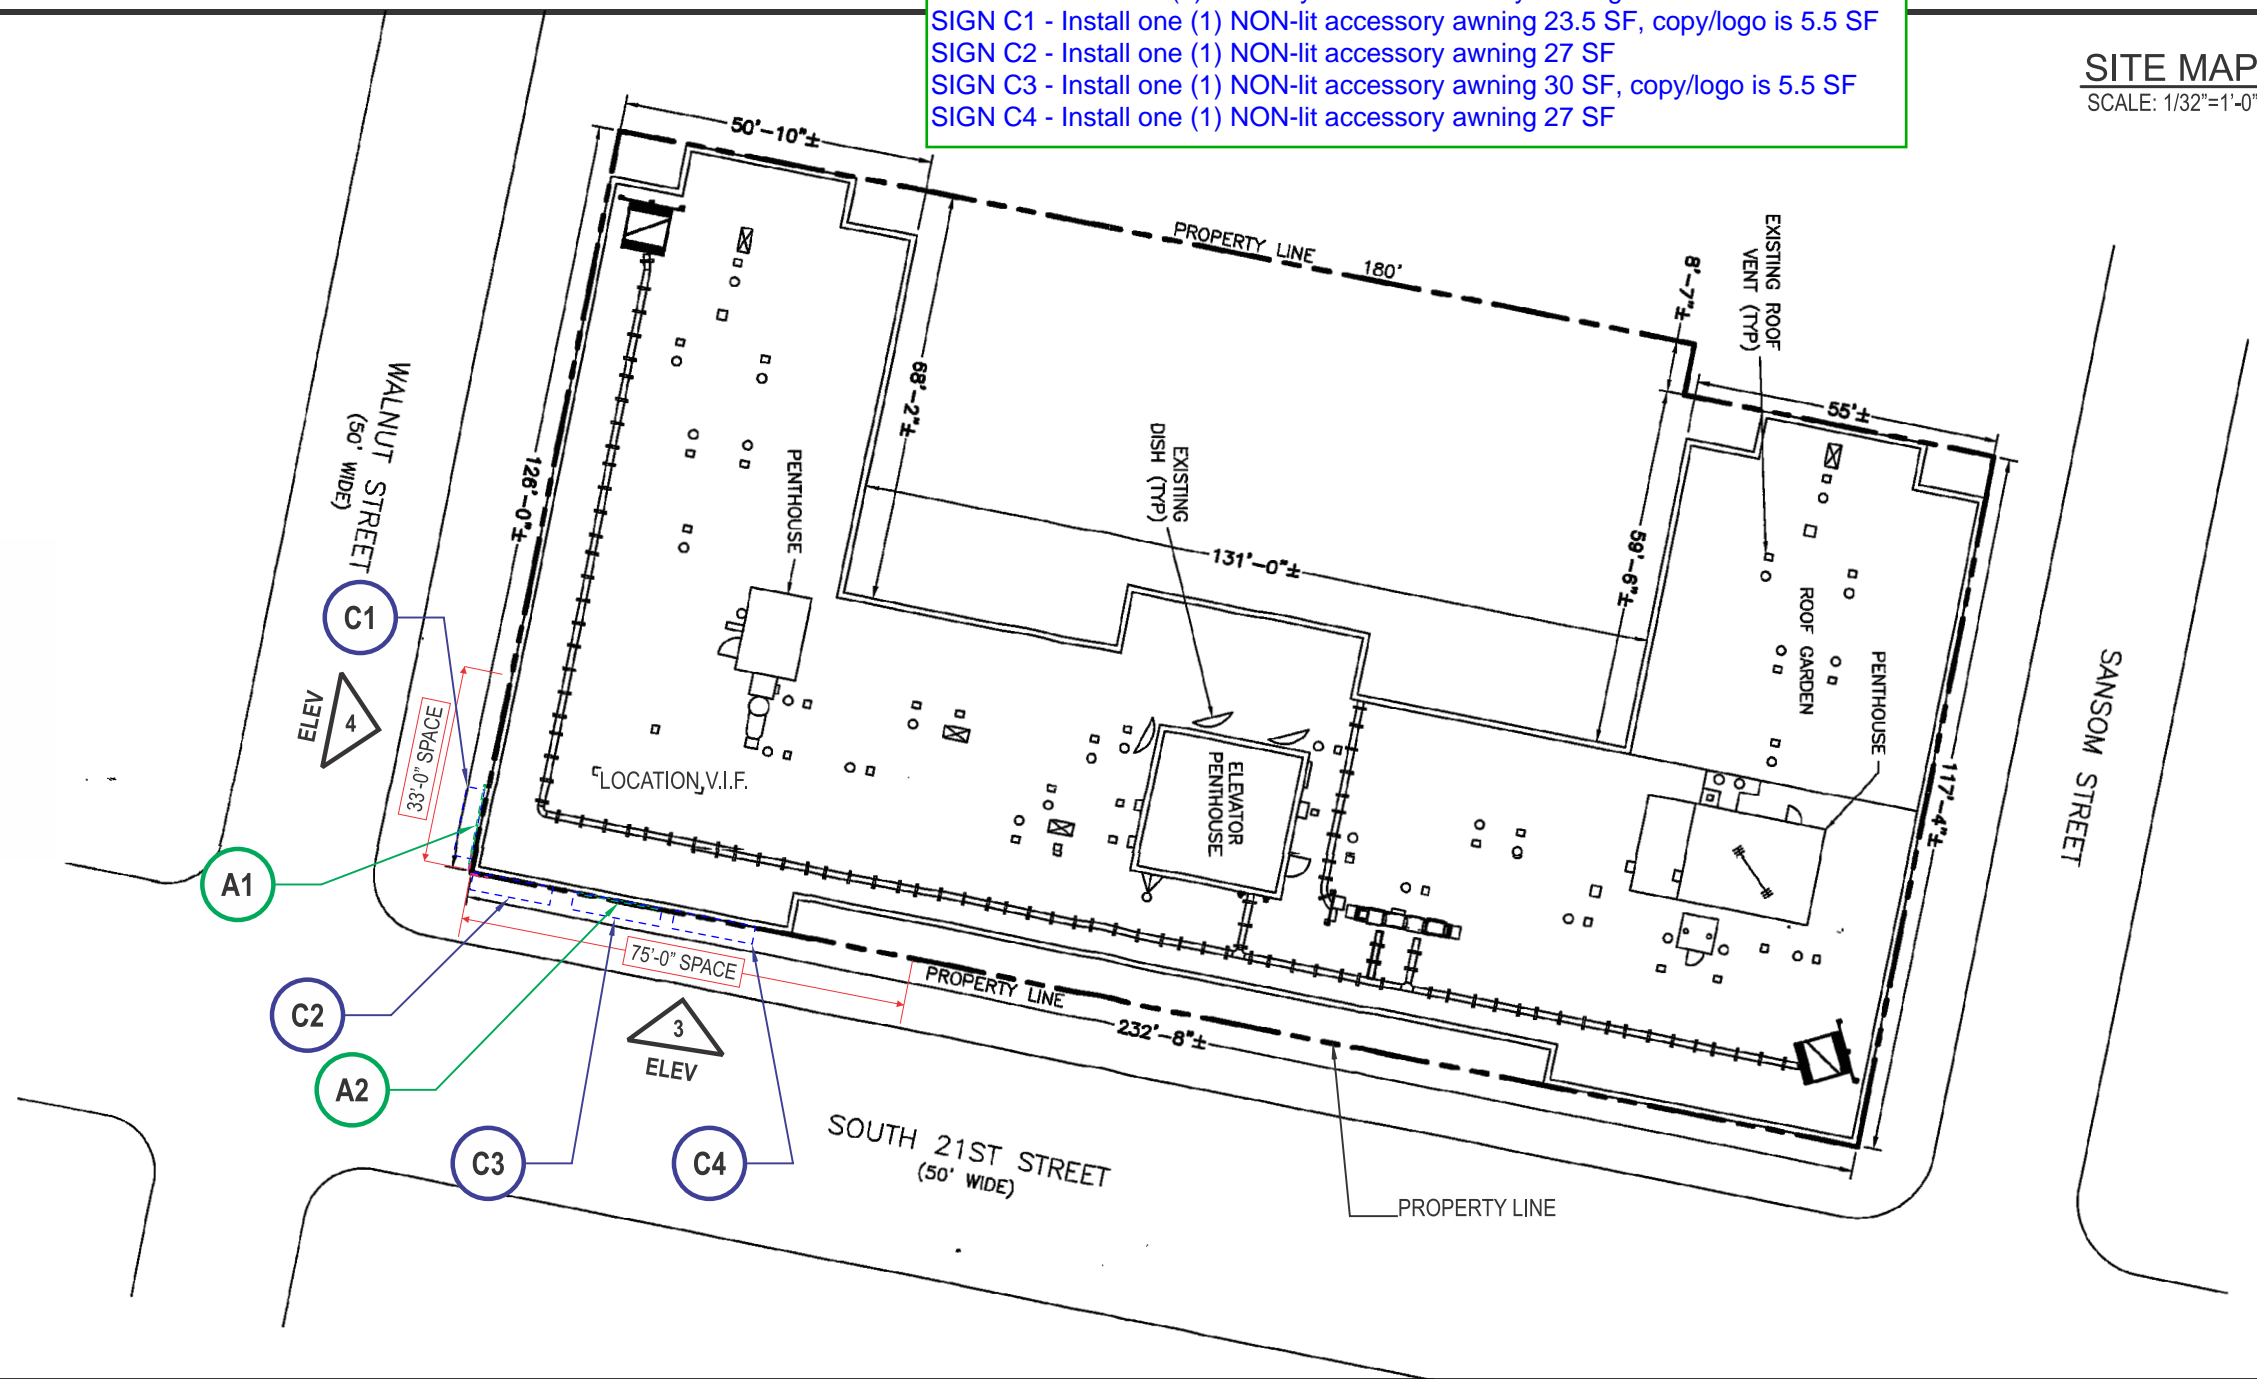 SIGN C1 - Install one (1) NON-lit accessory awning 23.5 SF, copy/logo is 5.5 SF
SIGN C2 - Install one (1) NON-lit accessory awning 27 SF
SIGN C3 - Install one (1) NON-lit accessory awning 30 SF, copy/logo is 5.5 SF
SIGN C4 - Install one (1) NON-lit accessory awning 27 SF
SITE MAP
SCALE: 1/32"=1'-0"
50'-10"±
PROPERTY LINE
180'
8'-7"±
EXISTING ROOF
VENT (TYP)
55'±
WALNUT STREET
(50' WIDE)
126'-0"±
68'-2"±
PENTHOUSE
EXISTING
DISH (TYP)
131'-0"±
59'-6"±
ROOF GARDEN
PENTHOUSE
SANSOM STREET
117'-4"±
C1
ELEV
4
33'-0" SPACE
LOCATION V.I.F.
ELEVATOR
PENTHOUSE
A1
C2
A2
75'-0" SPACE
3
ELEV
PROPERTY LINE
232'-8"±
C3
C4
SOUTH 21ST STREET
(50' WIDE)
PROPERTY LINE